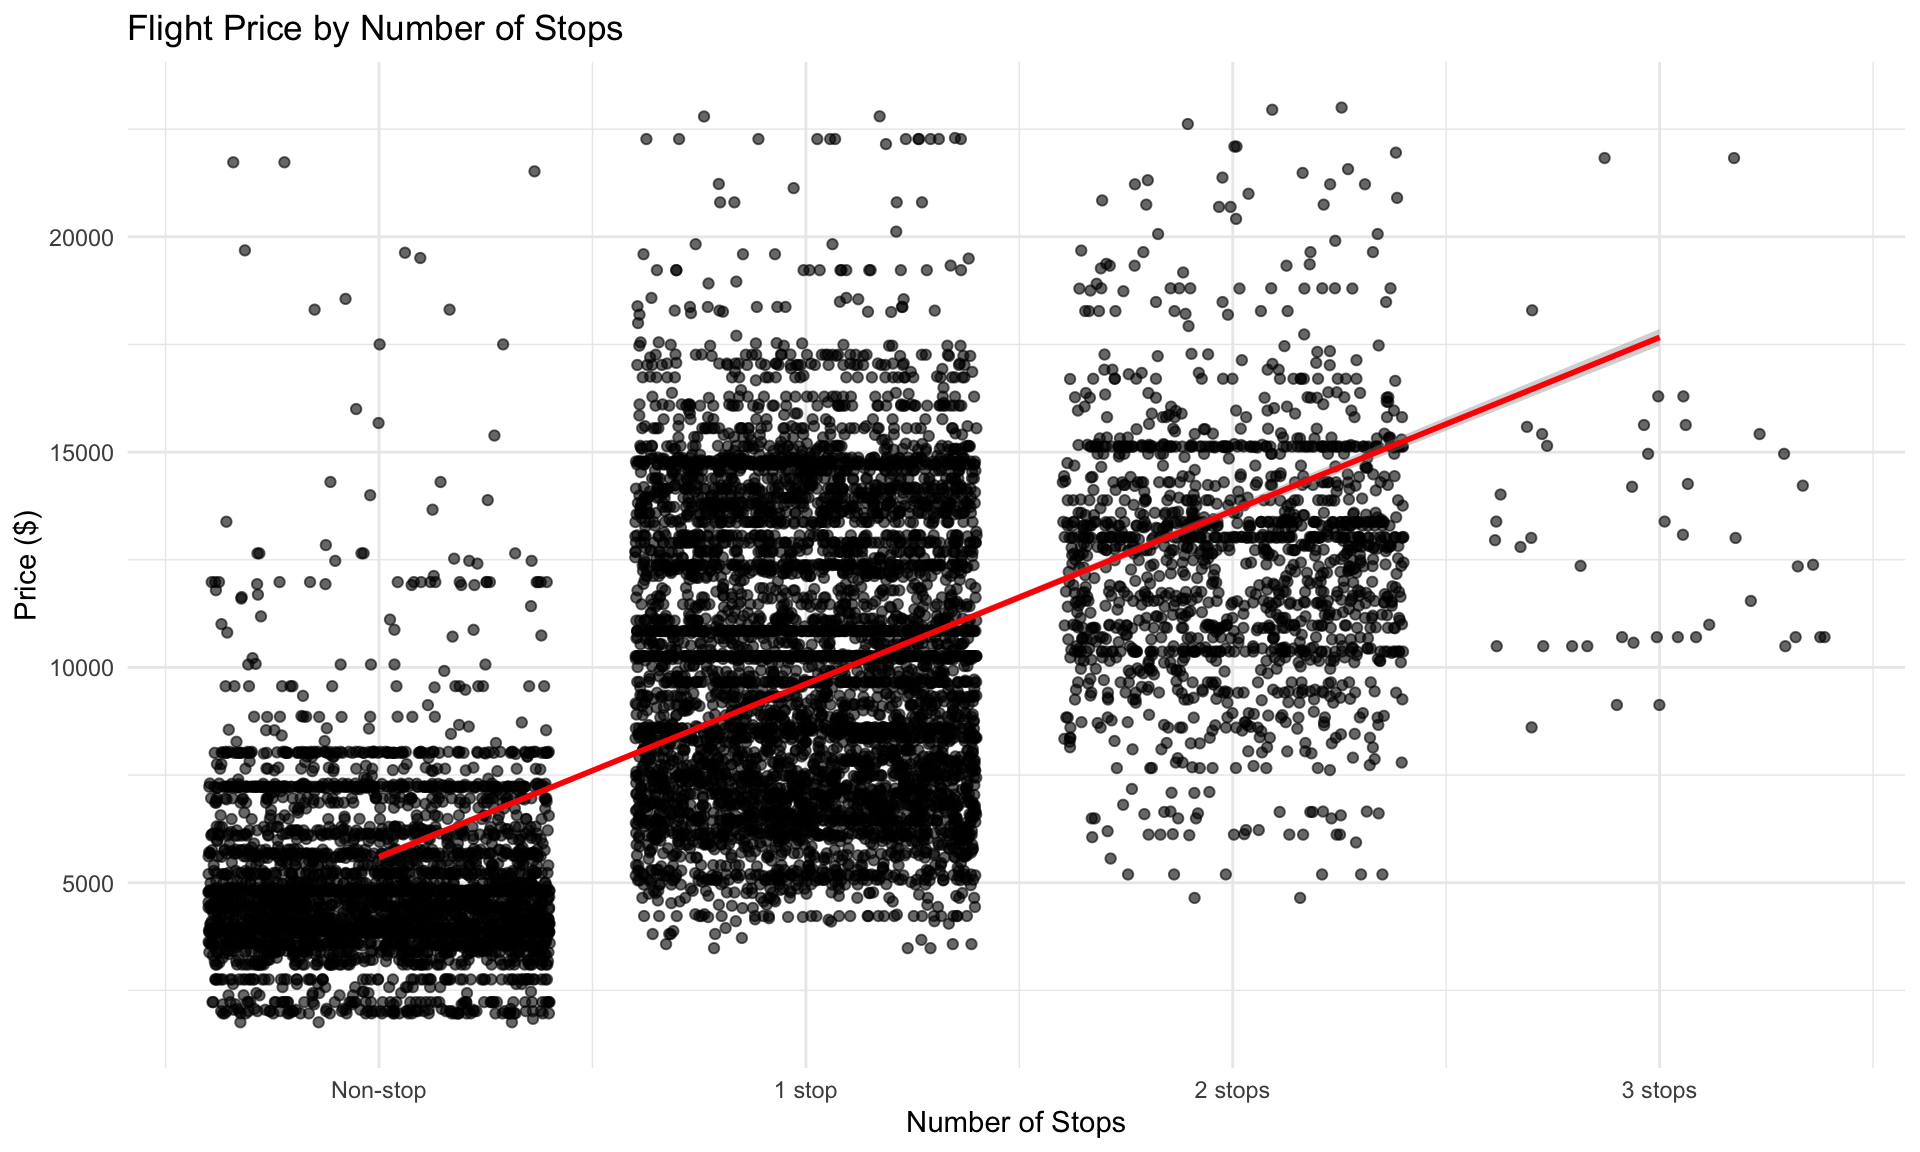 Flight Price by Number of Stops
Price ($)
20000
15000
10000
5000
Non-stop
1 stop
2 stops
3 stops
Number of Stops